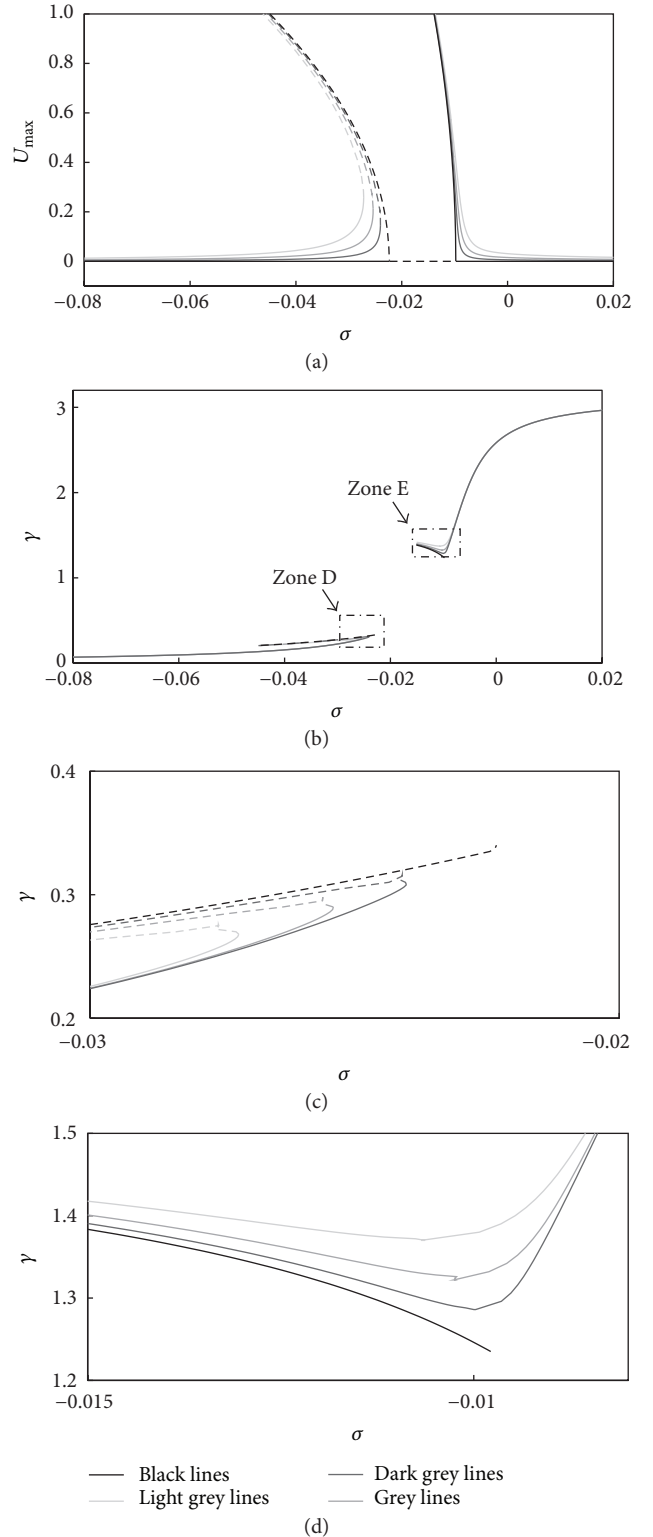 1.0
0.8
0.6
0.4
0.2
0
U_max
−0.08 −0.06 −0.04 −0.02 0 0.02
σ
(a)
3
2
1
0
γ
Zone E
Zone D
−0.08 −0.06 −0.04 −0.02 0 0.02
σ
(b)
0.4
0.3
0.2
γ
−0.03 −0.02
σ
(c)
1.5
1.4
1.3
1.2
γ
−0.015 −0.01
σ
Black lines Dark grey lines
Light grey lines Grey lines
(d)